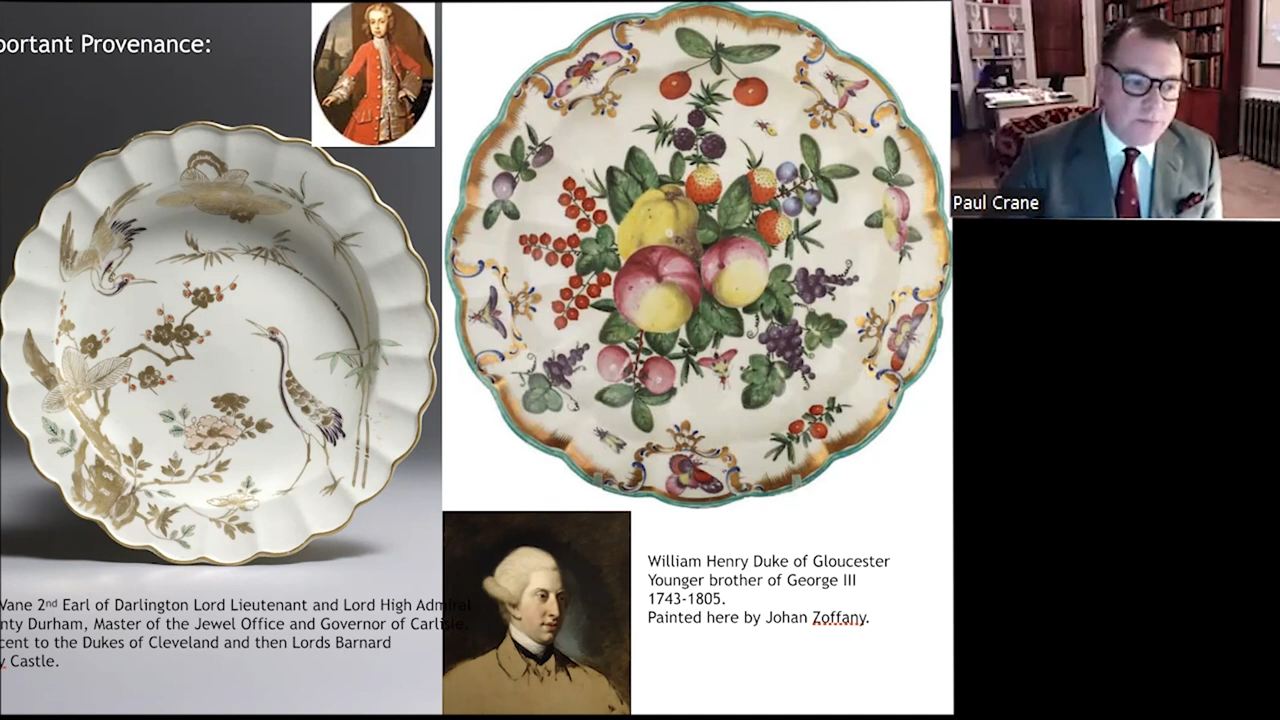 portant Provenance:
Paul Crane
William Henry Duke of Gloucester
Younger brother of George III
1743-1805.
Painted here by Johan Zoffany.
Vane 2nd Earl of Darlington Lord Lieutenant and Lord High Admiral
nty Durham, Master of the Jewel Office and Governor of Carlisle.
cent to the Dukes of Cleveland and then Lords Barnard
y Castle.